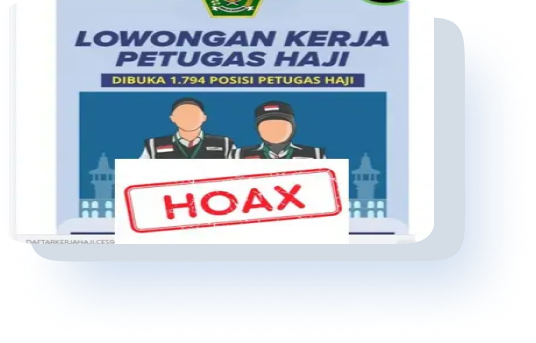 LOWONGAN KERJA
PETUGAS HAJI
DIBUKA 1.794 POSISI PETUGAS HAJI
HOAX